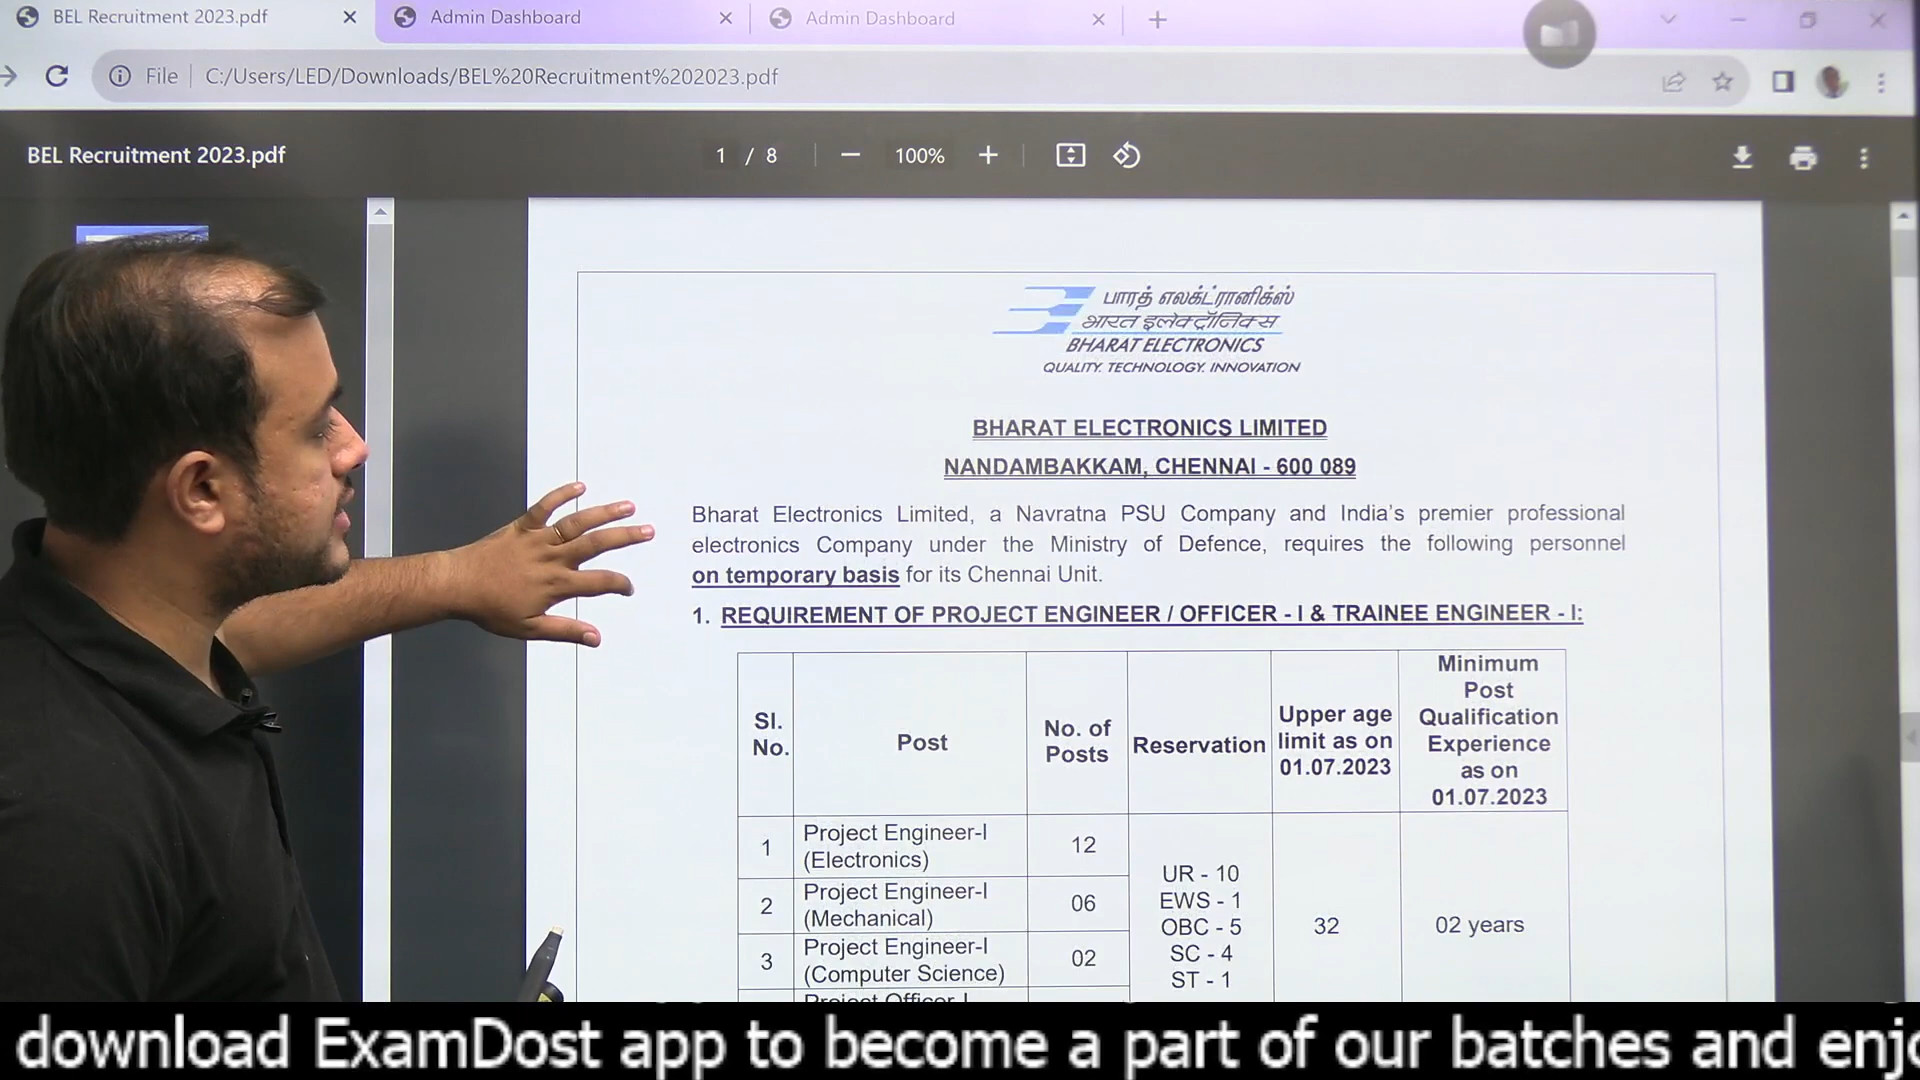 BEL Recruitment 2023.pdf
Admin Dashboard
Admin Dashboard
File
C:/Users/LED/Downloads/BEL%20Recruitment%202023.pdf
BEL Recruitment 2023.pdf
1 / 8
100%
பாரத் எலக்ட்ரானிக்ஸ்
भारत इलेक्ट्रॉनिक्स
BHARAT ELECTRONICS
QUALITY. TECHNOLOGY. INNOVATION
BHARAT ELECTRONICS LIMITED
NANDAMBAKKAM, CHENNAI - 600 089
Bharat Electronics Limited, a Navratna PSU Company and India's premier professional
electronics Company under the Ministry of Defence, requires the following personnel
on temporary basis for its Chennai Unit.
1. REQUIREMENT OF PROJECT ENGINEER / OFFICER - I & TRAINEE ENGINEER - I:
Sl. No.
Post
No. of Posts
Reservation
Upper age limit as on 01.07.2023
Minimum Post Qualification Experience as on 01.07.2023
1
Project Engineer-I
(Electronics)
12
2
Project Engineer-I
(Mechanical)
06
3
Project Engineer-I
(Computer Science)
02
UR - 10
EWS - 1
OBC - 5
SC - 4
ST - 1
32
02 years
Project Officer-I
download ExamDost app to become a part of our batches and enjo